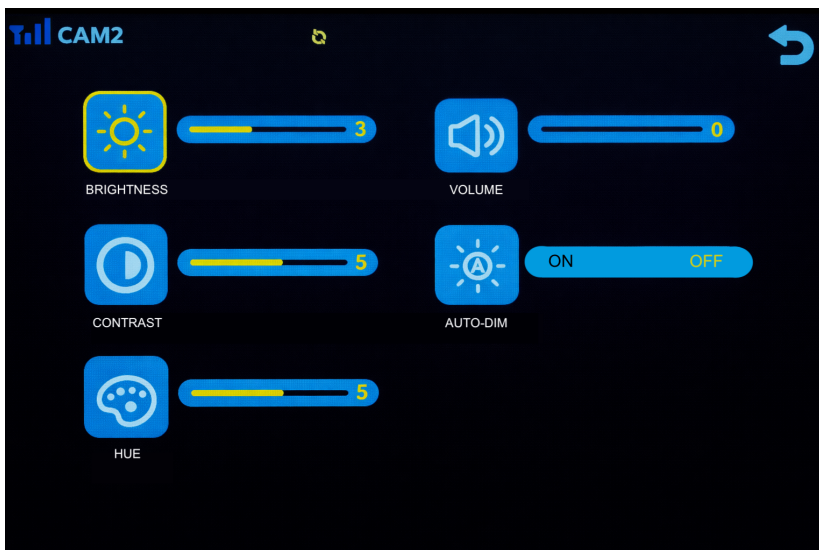 CAM2
3
BRIGHTNESS
0
VOLUME
5
CONTRAST
A
ON OFF
AUTO-DIM
5
HUE